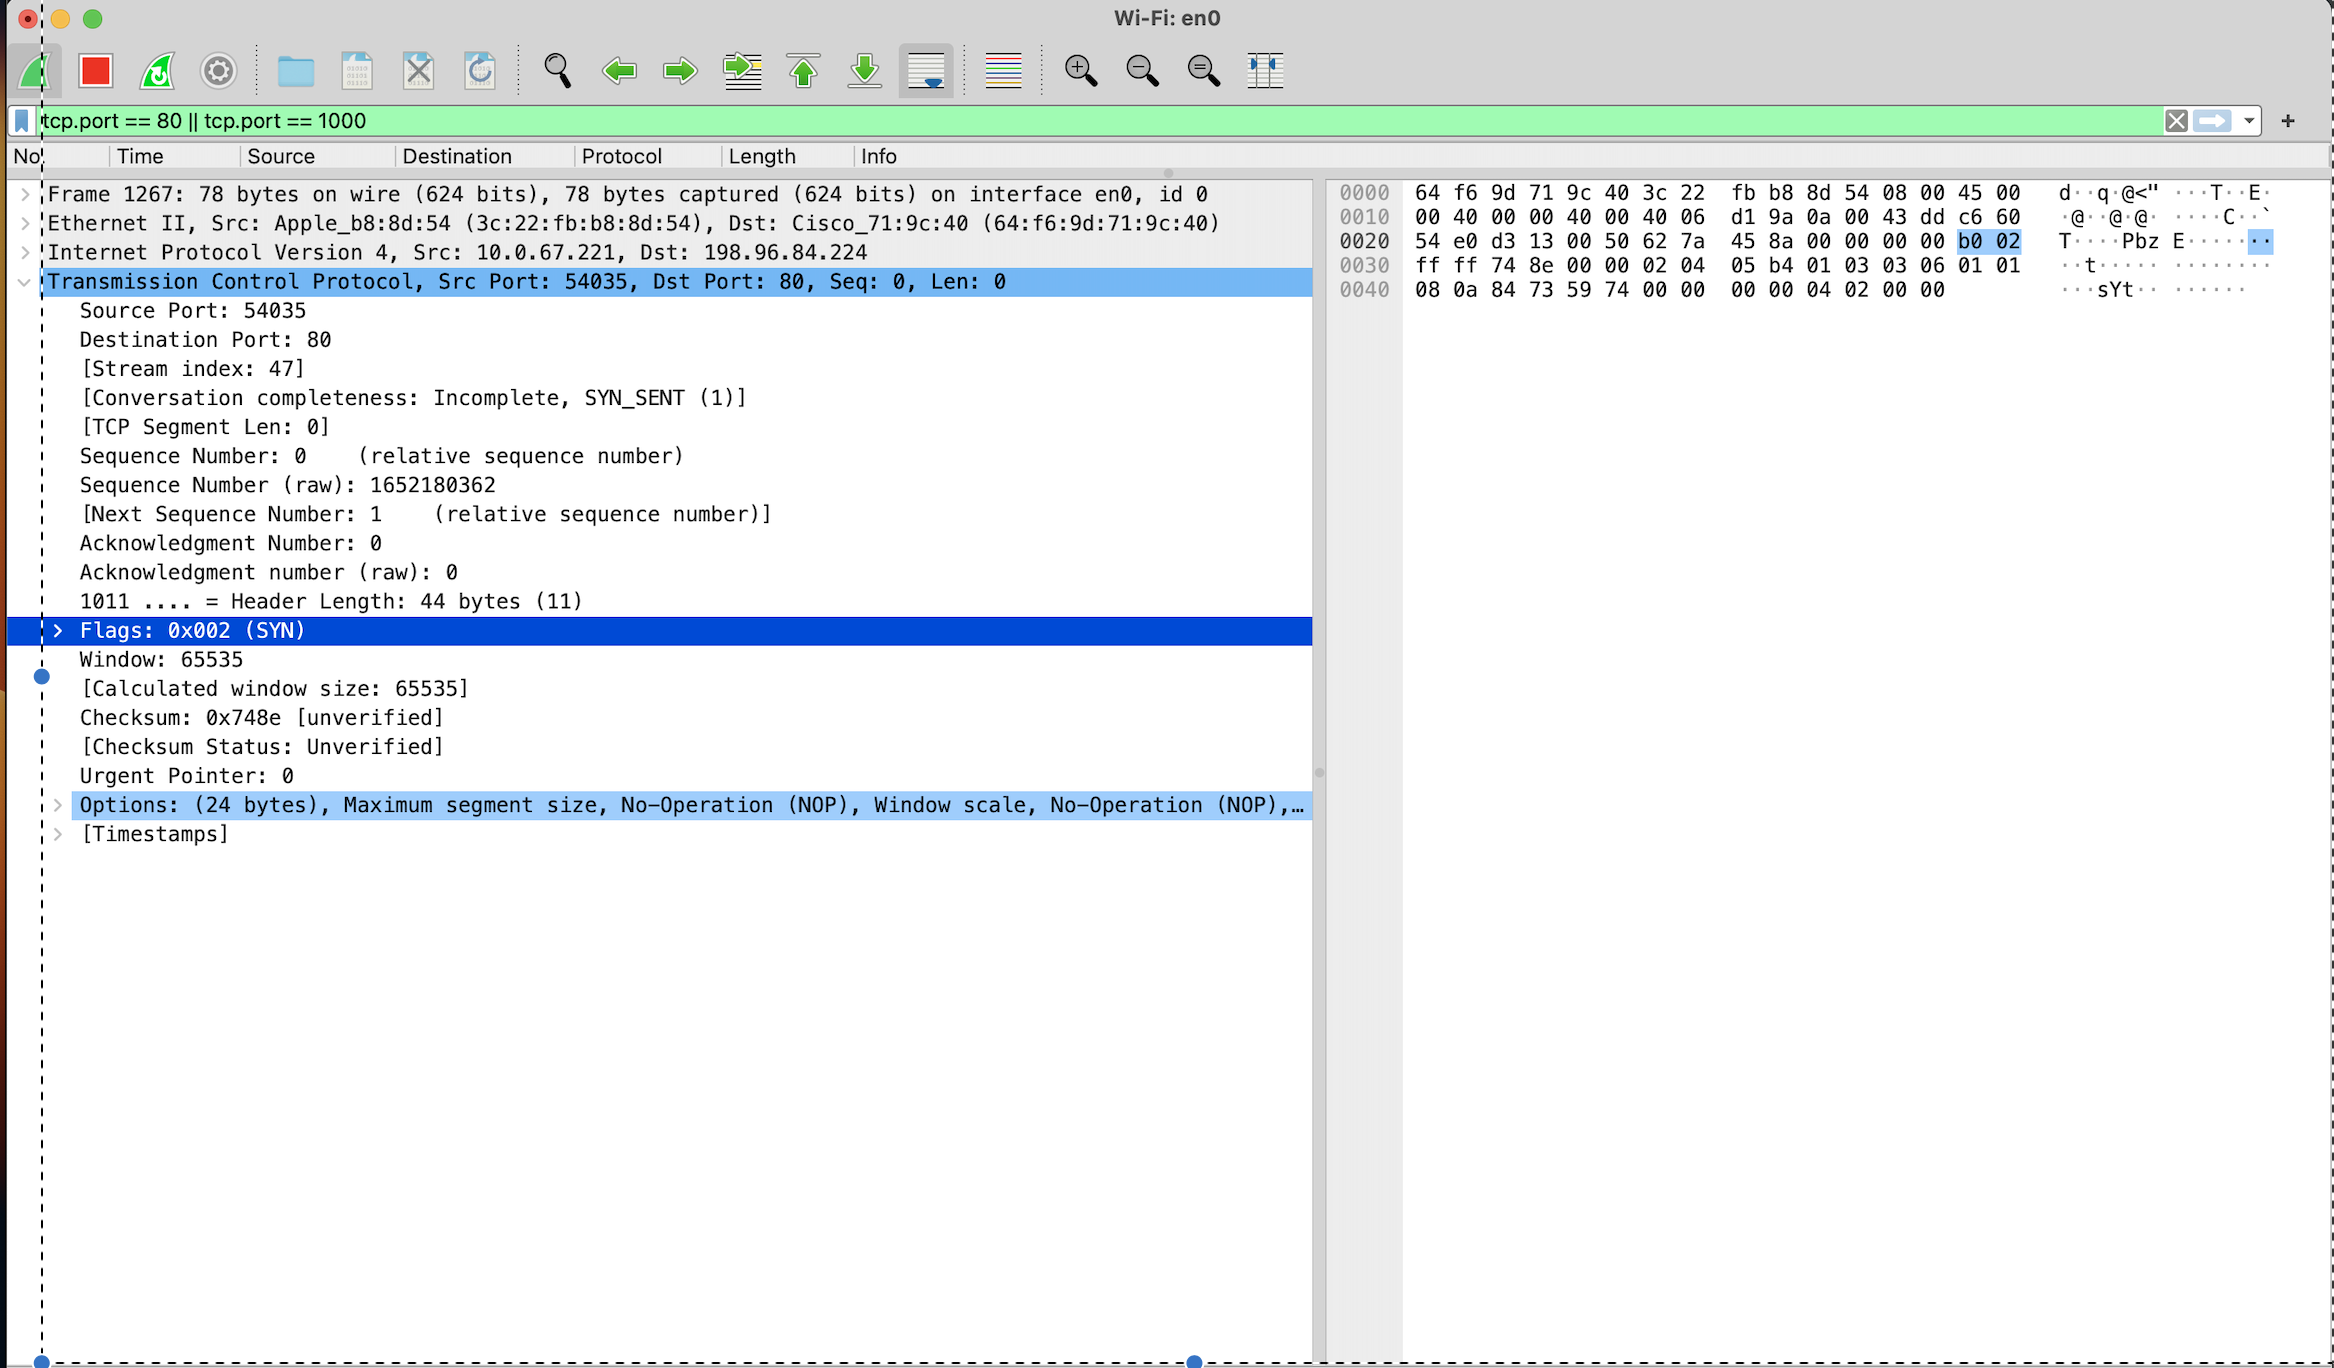 Wi-Fi: en0
tcp.port == 80 || tcp.port == 1000
No. Time Source Destination Protocol Length Info
Frame 1267: 78 bytes on wire (624 bits), 78 bytes captured (624 bits) on interface en0, id 0
Ethernet II, Src: Apple_b8:8d:54 (3c:22:fb:b8:8d:54), Dst: Cisco_71:9c:40 (64:f6:9d:71:9c:40)
Internet Protocol Version 4, Src: 10.0.67.221, Dst: 198.96.84.224
Transmission Control Protocol, Src Port: 54035, Dst Port: 80, Seq: 0, Len: 0
Source Port: 54035
Destination Port: 80
[Stream index: 47]
[Conversation completeness: Incomplete, SYN_SENT (1)]
[TCP Segment Len: 0]
Sequence Number: 0    (relative sequence number)
Sequence Number (raw): 1652180362
[Next Sequence Number: 1    (relative sequence number)]
Acknowledgment Number: 0
Acknowledgment number (raw): 0
1011 .... = Header Length: 44 bytes (11)
Flags: 0x002 (SYN)
Window: 65535
[Calculated window size: 65535]
Checksum: 0x748e [unverified]
[Checksum Status: Unverified]
Urgent Pointer: 0
Options: (24 bytes), Maximum segment size, No-Operation (NOP), Window scale, No-Operation (NOP),…
[Timestamps]
0000 64 f6 9d 71 9c 40 3c 22 fb b8 8d 54 08 00 45 00 d··q·@<" ···T··E·
0010 00 40 00 00 40 00 40 06 d1 9a 0a 00 43 dd c6 60 ·@··@·@· ····C··`
0020 54 e0 d3 13 00 50 62 7a 45 8a 00 00 00 00 b0 02 T····Pbz E·······
0030 ff ff 74 8e 00 00 02 04 05 b4 01 03 03 06 01 01 ··t····· ········
0040 08 0a 84 73 59 74 00 00 00 00 04 02 00 00 ···sYt·· ······